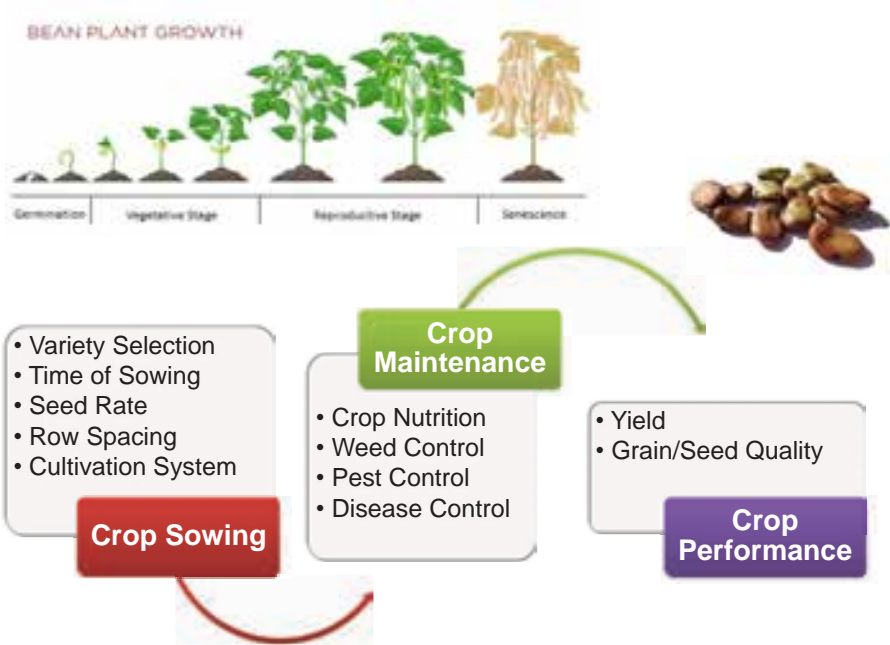 BEAN PLANT GROWTH
Germination
Vegetative Stage
Reproductive Stage
Senescence
• Variety Selection
• Time of Sowing
• Seed Rate
• Row Spacing
• Cultivation System
Crop Sowing
Crop
Maintenance
• Crop Nutrition
• Weed Control
• Pest Control
• Disease Control
• Yield
• Grain/Seed Quality
Crop
Performance